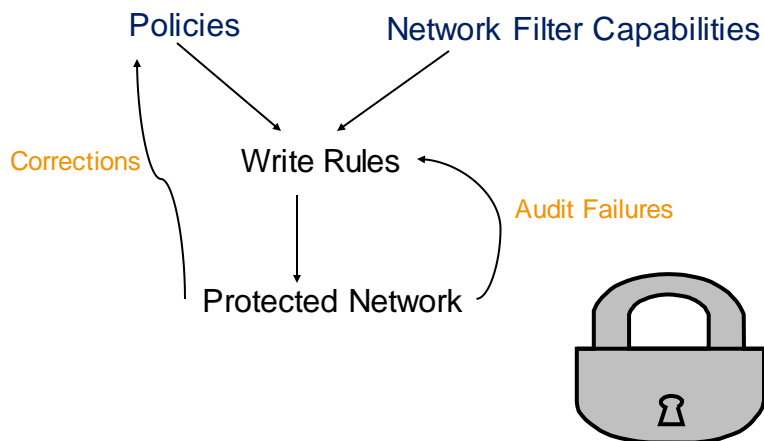 Policies
Network Filter Capabilities
Corrections
Write Rules
Audit Failures
Protected Network